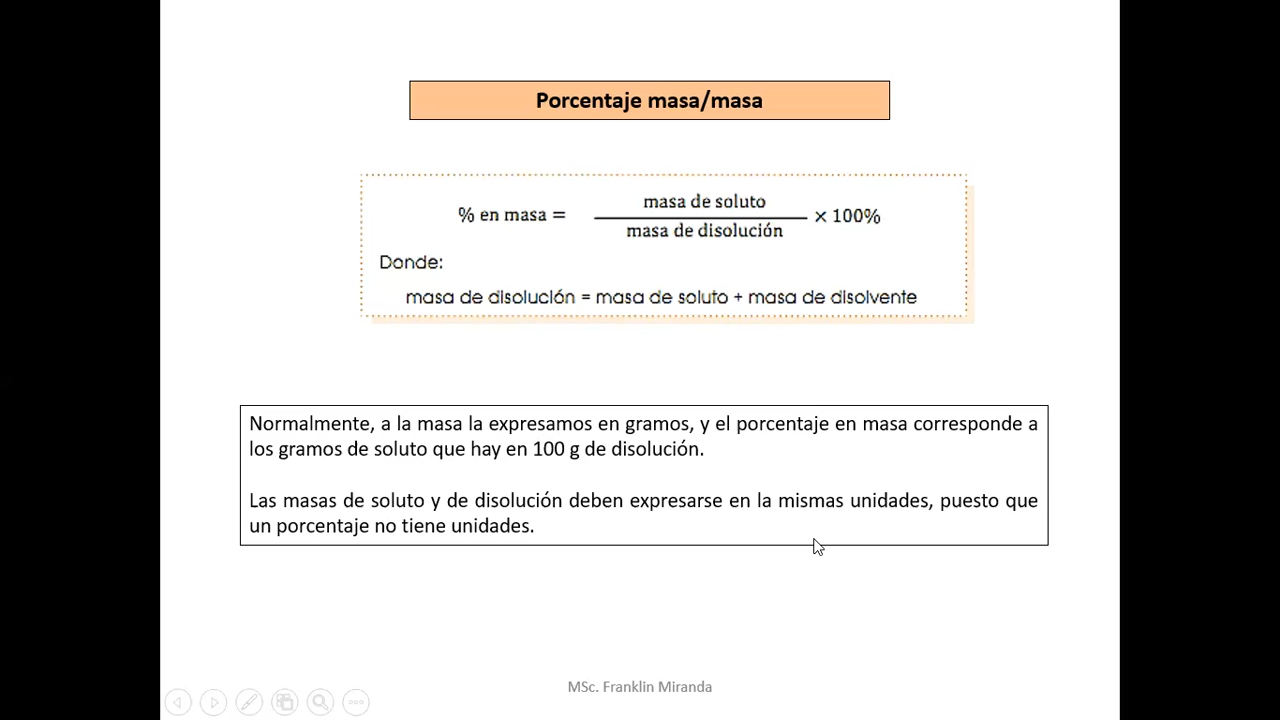 Porcentaje masa/masa
% en masa = masa de soluto / masa de disolución × 100%
Donde:
masa de disolución = masa de soluto + masa de disolvente
Normalmente, a la masa la expresamos en gramos, y el porcentaje en masa corresponde a
los gramos de soluto que hay en 100 g de disolución.
Las masas de soluto y de disolución deben expresarse en la mismas unidades, puesto que
un porcentaje no tiene unidades.
MSc. Franklin Miranda